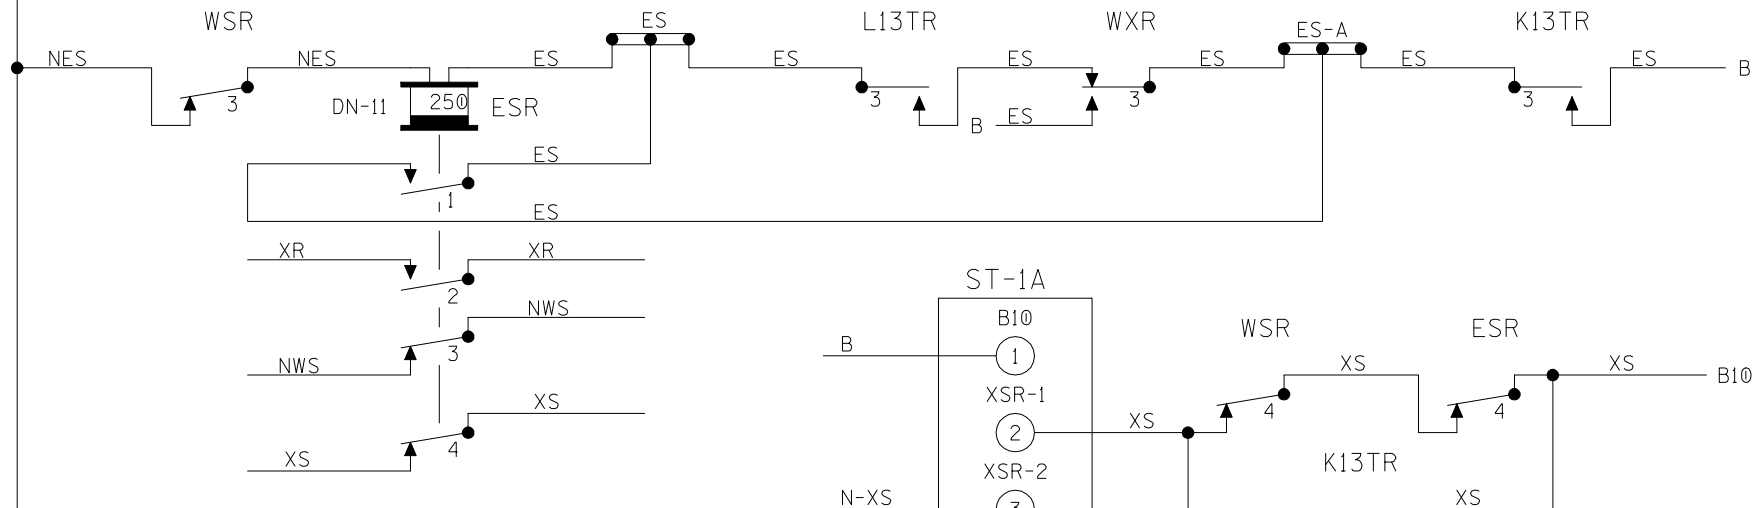 WSR ES L13TR WXR ES-A K13TR
NES NES ES ES ES ES ES ES B
3 DN-11 250 ESR 3 B ES 3 3
ES
1
ES
XR XR
2
ST-1A
NWS B10 WSR ESR
3 B 1
NWS XS XS B10
XSR-1
XS 4 4
4 2 XS
XS XSR-2 K13TR
N-XS 3 XS